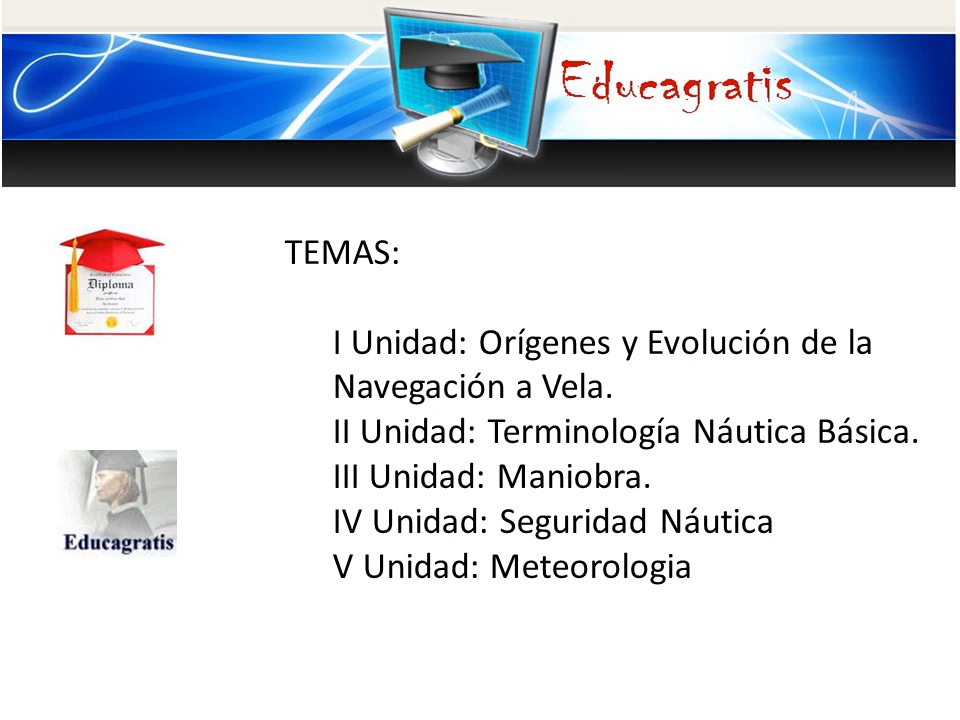 Educagratis
Diploma
TEMAS:
I Unidad: Orígenes y Evolución de la
Navegación a Vela.
II Unidad: Terminología Náutica Básica.
III Unidad: Maniobra.
IV Unidad: Seguridad Náutica
V Unidad: Meteorologia
Educagratis